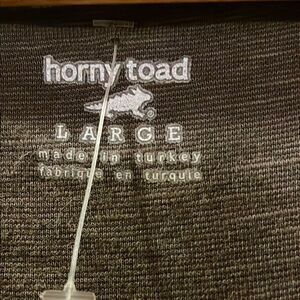 horny toad
®
LARGE
made in turkey
fabriqué en turquie